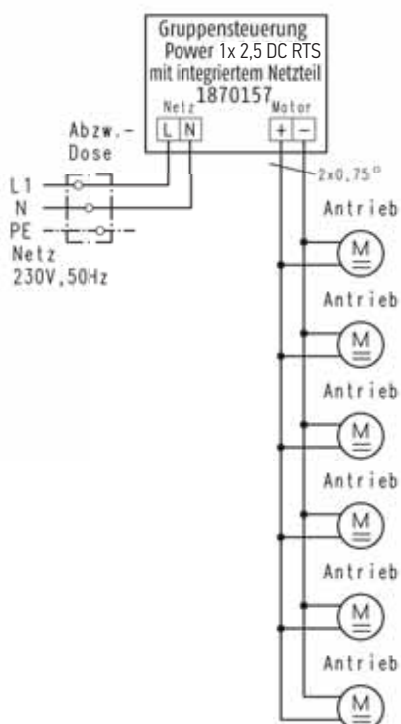 Gruppensteuerung
Power 1x 2,5 DC RTS
mit integriertem Netzteil
1870157
Netz Motor
L N + -
Abzw.-
Dose
2x0,75□
L1
N
PE
Netz
230V,50Hz
Antrieb
M
Antrieb
M
Antrieb
M
Antrieb
M
Antrieb
M
Antrieb
M